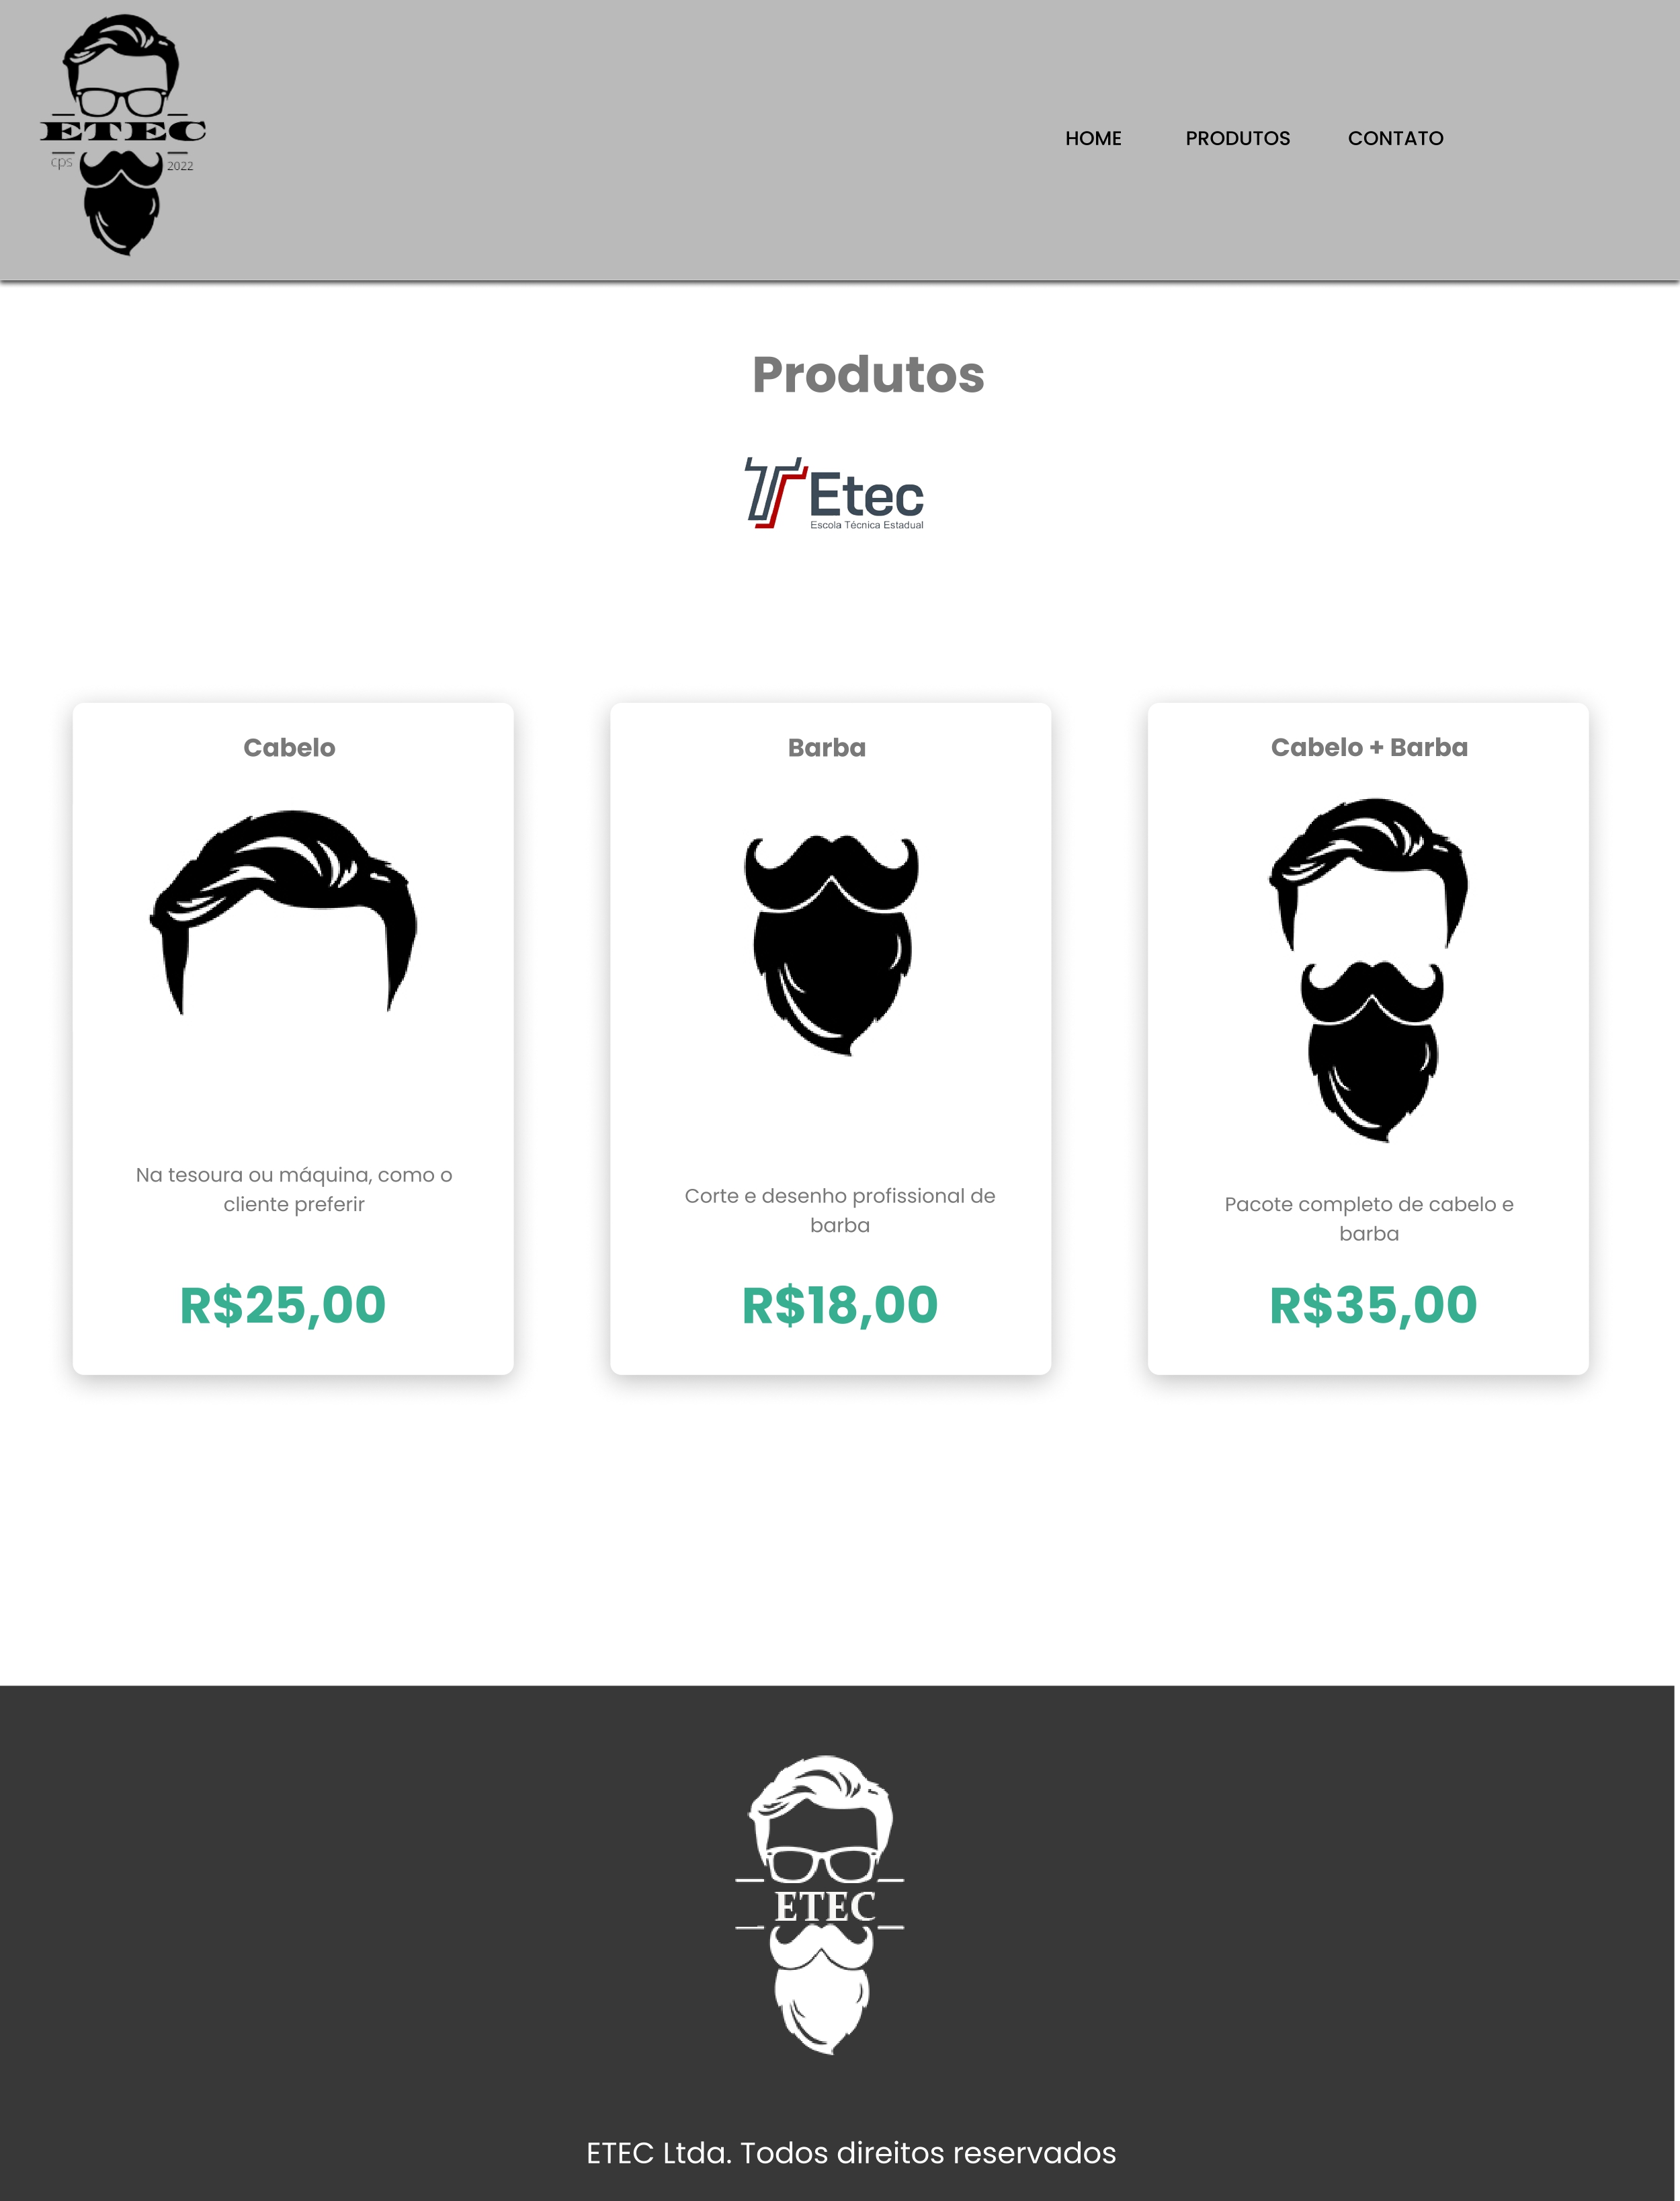 ETEC
cps
2022
HOME
PRODUTOS
CONTATO
Produtos
Etec
Escola Técnica Estadual
Cabelo
Na tesoura ou máquina, como o
cliente preferir
R$25,00
Barba
Corte e desenho profissional de
barba
R$18,00
Cabelo + Barba
Pacote completo de cabelo e
barba
R$35,00
ETEC
ETEC Ltda. Todos direitos reservados